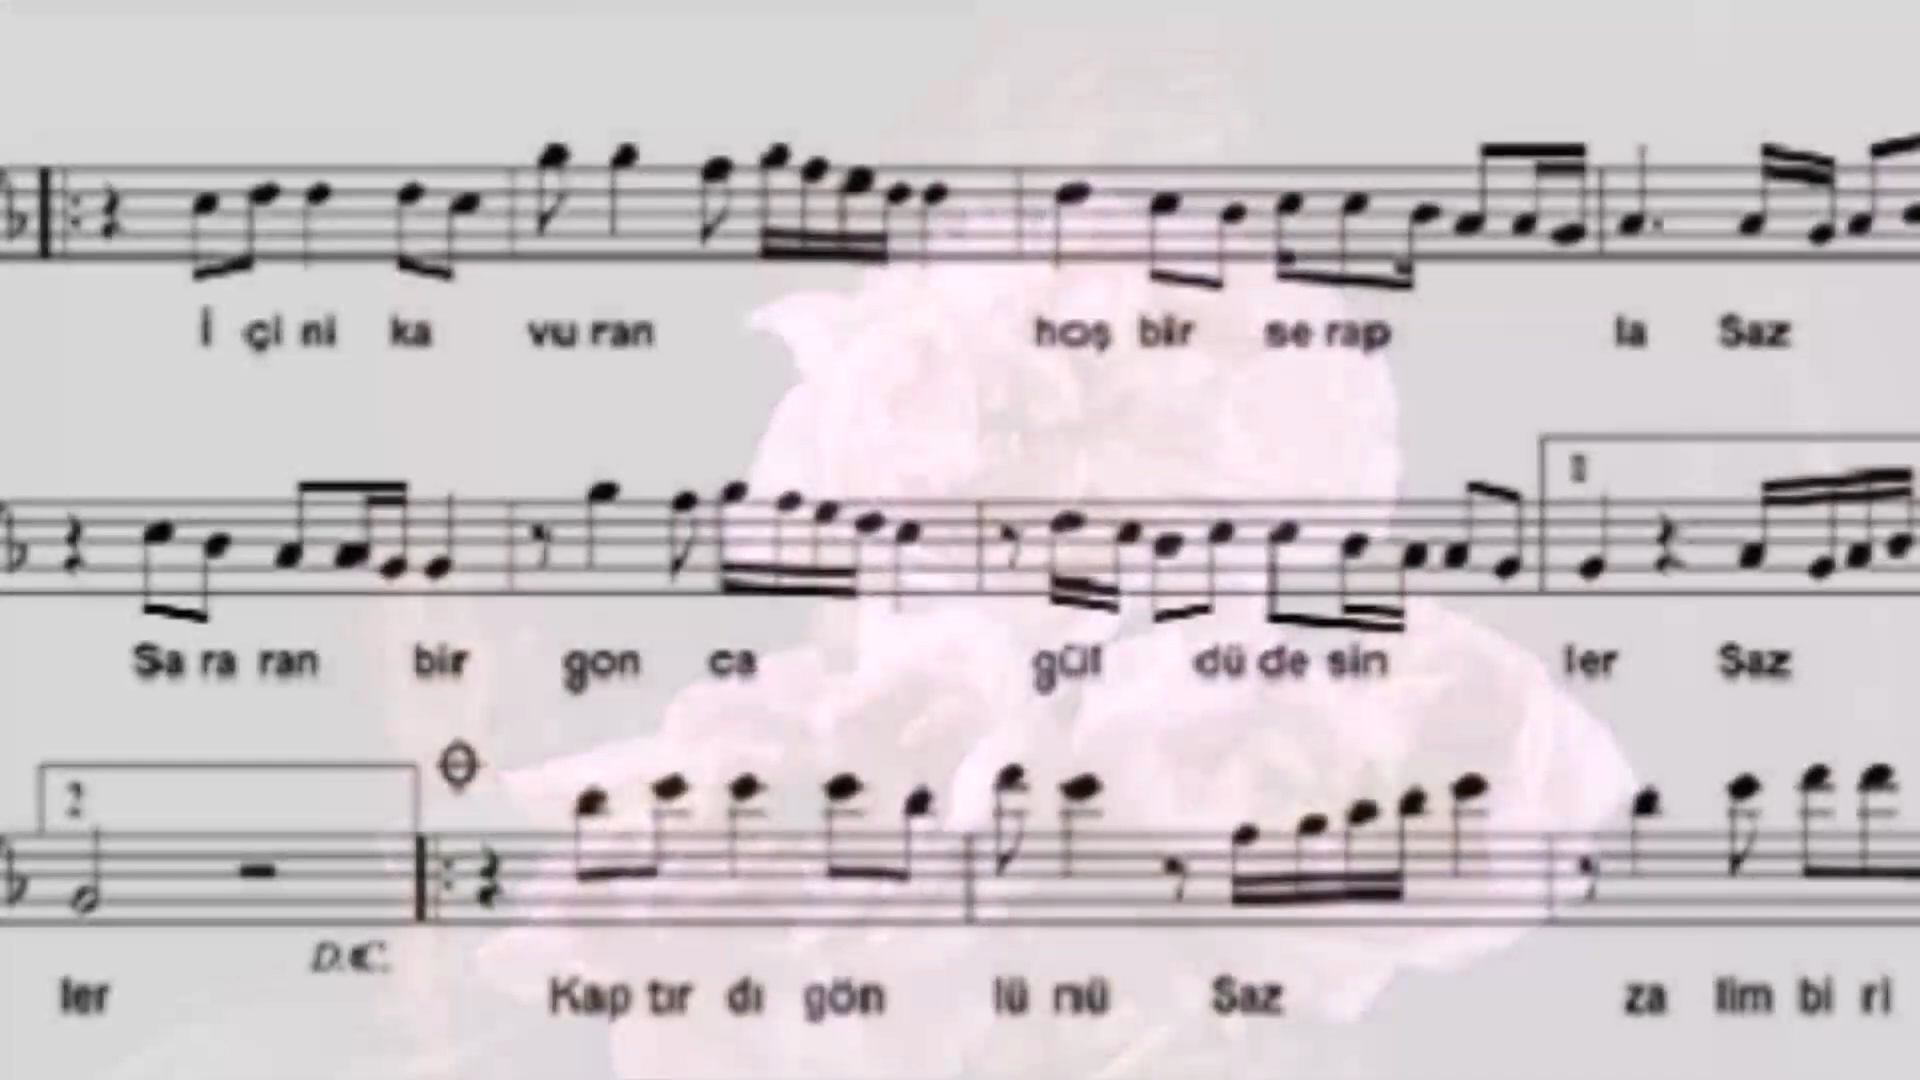 İ çi ni ka vu ran hoş bir se rap la Saz
Sa ra ran bir gon ca gül dü de sin ler Saz
2
D.C.
ler Kap tır dı gön lü nü Saz za lim bi ri